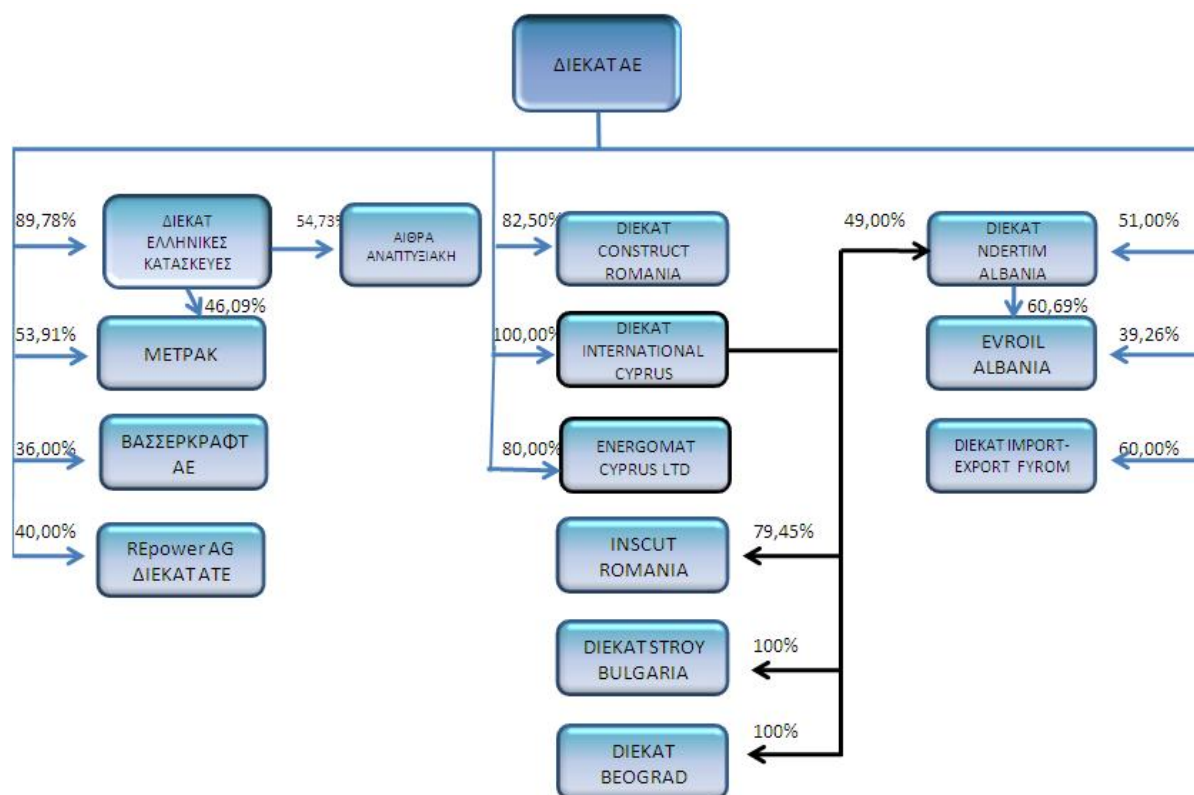 ΔΙΕΚΑΤ ΑΕ
89,78%
ΔΙΕΚΑΤ
ΕΛΛΗΝΙΚΕΣ
ΚΑΤΑΣΚΕΥΕΣ
54,73%
ΑΙΘΡΑ
ΑΝΑΠΤΥΞΙΑΚΗ
82,50%
DIEKAT
CONSTRUCT
ROMANIA
49,00%
DIEKAT
NDERTIM
ALBANIA
51,00%
46,09%
53,91%
ΜΕΤΡΑΚ
100,00%
DIEKAT
INTERNATIONAL
CYPRUS
60,69%
EVROIL
ALBANIA
39,26%
36,00%
ΒΑΣΣΕΡΚΡΑΦΤ
ΑΕ
80,00%
ENERGOMAT
CYPRUS LTD
DIEKAT IMPORT-
EXPORT FYROM
60,00%
40,00%
REpower AG
ΔΙΕΚΑΤ ΑΤΕ
INSCUT
ROMANIA
79,45%
DIEKAT STROY
BULGARIA
100%
DIEKAT
BEOGRAD
100%